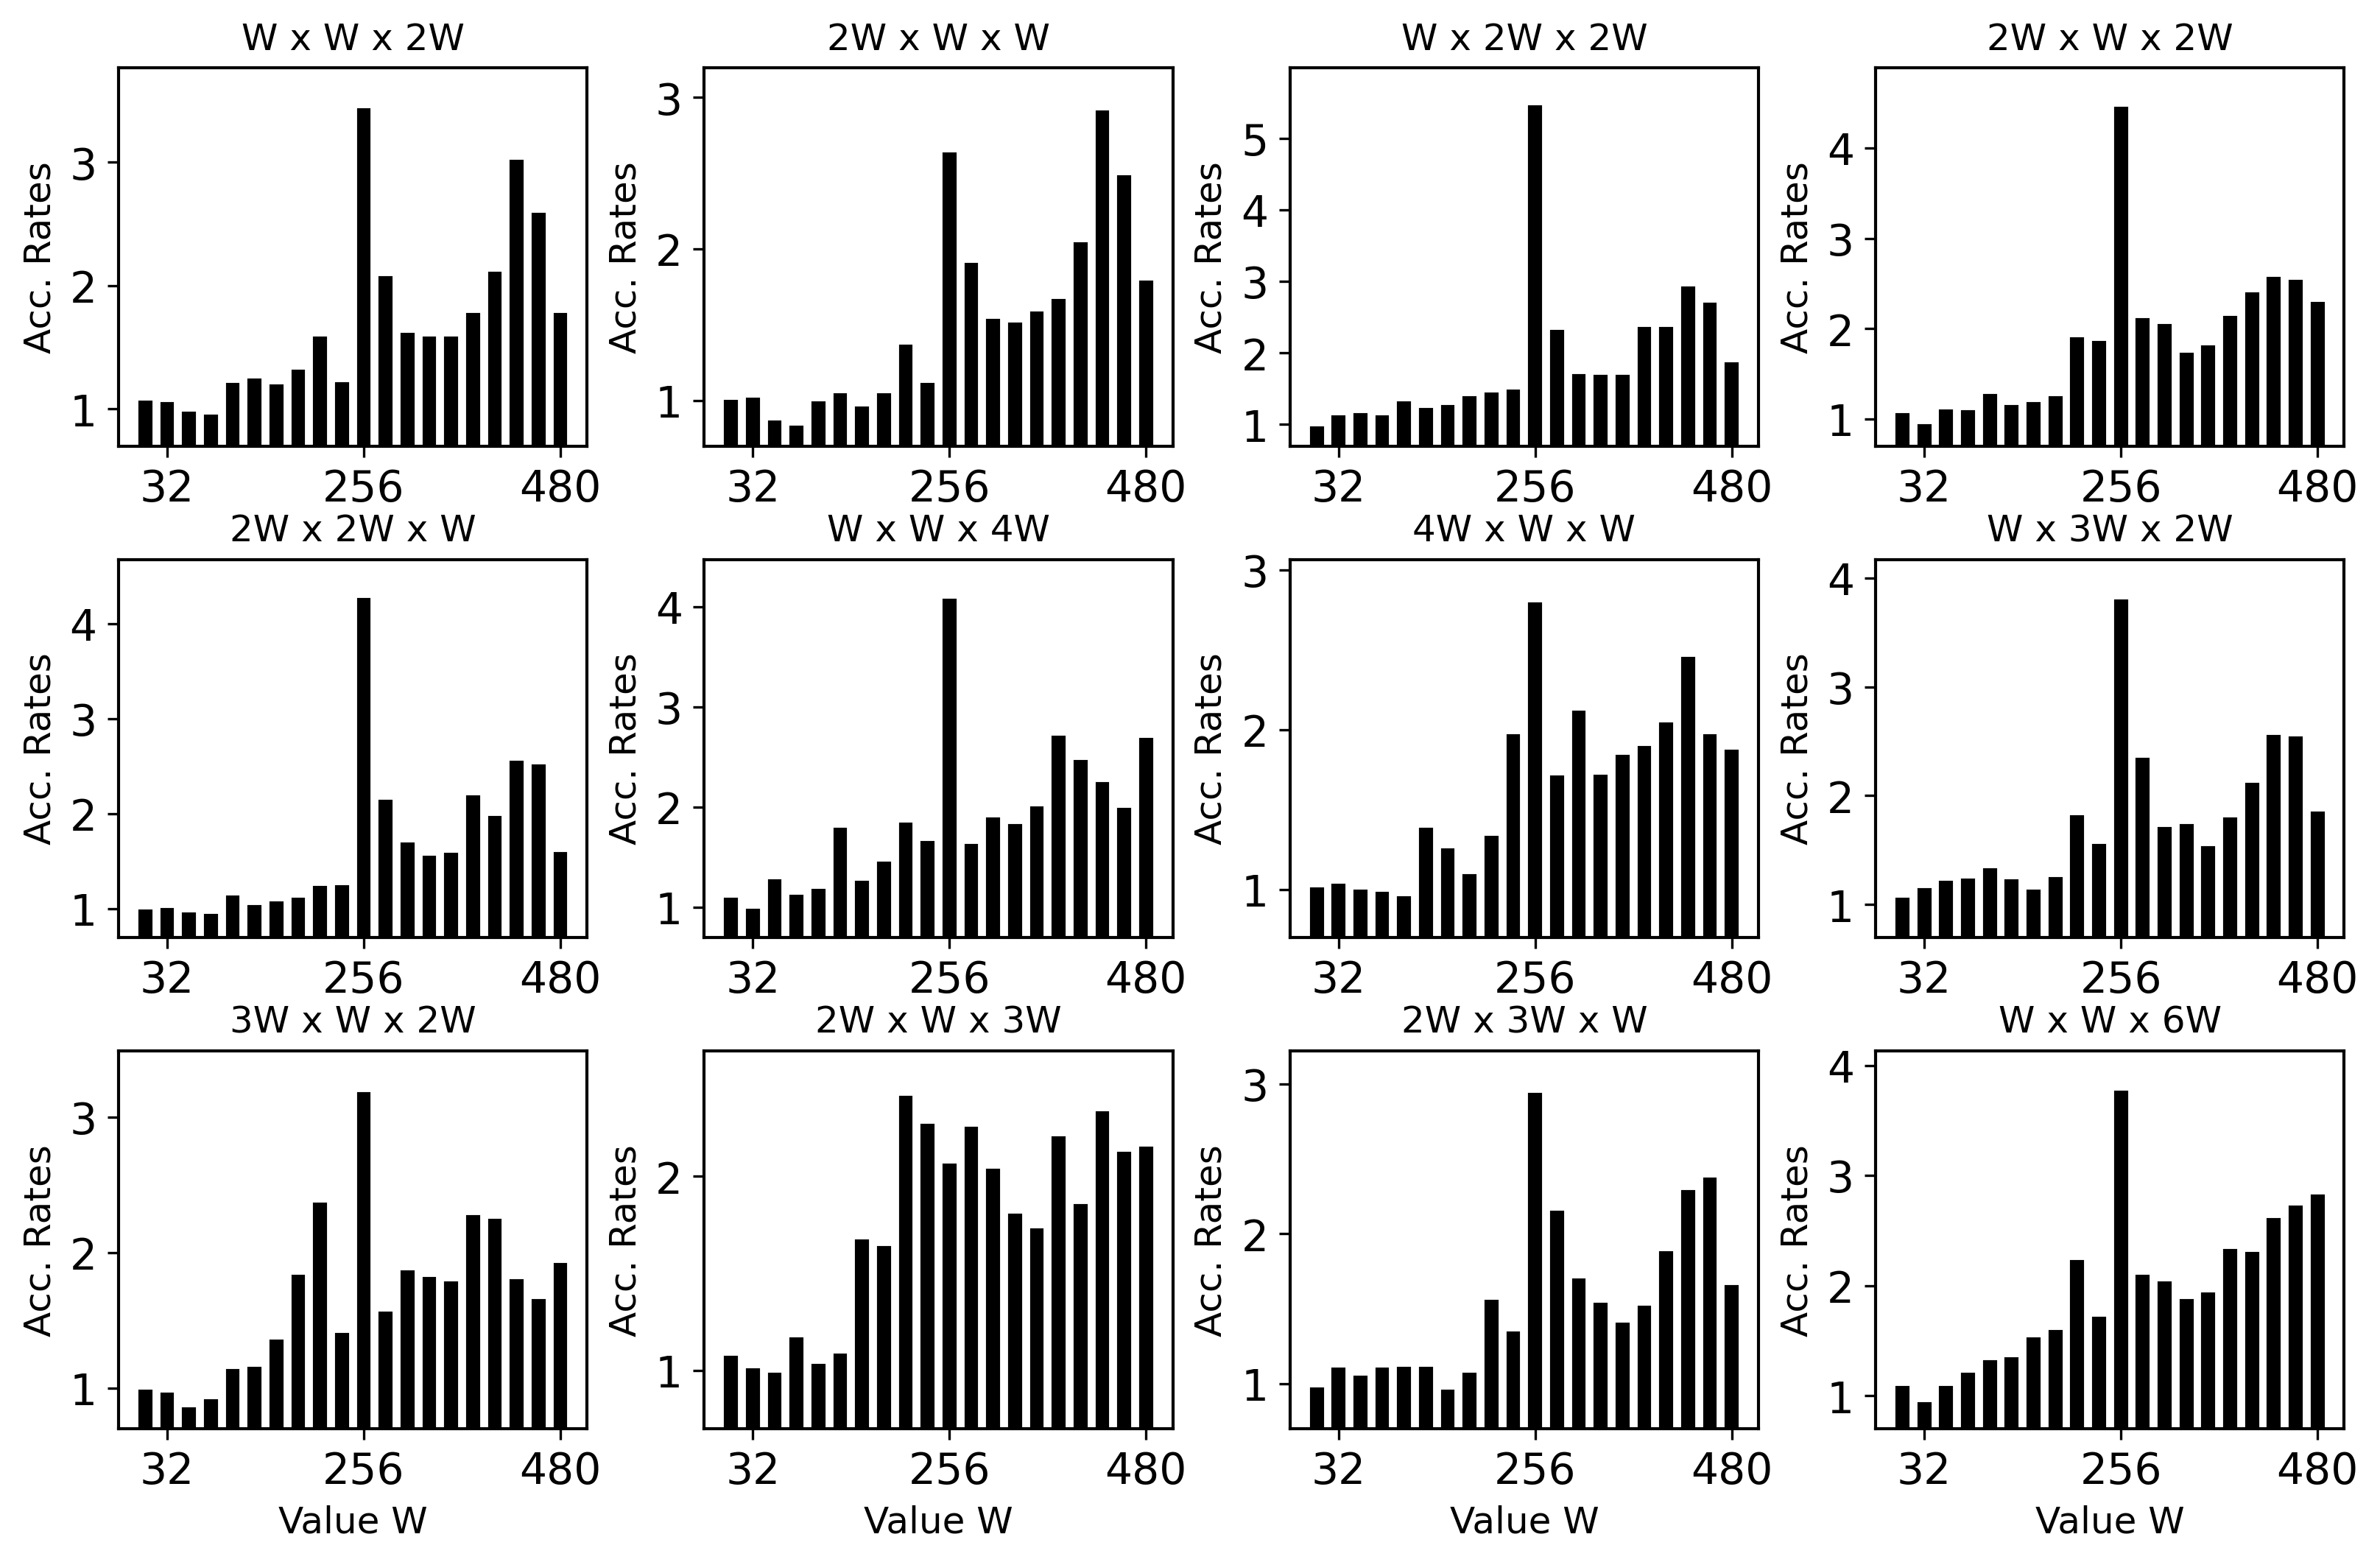 W x W x 2W
2W x W x W
W x 2W x 2W
2W x W x 2W
Acc. Rates
3
2
1
32 256 480
Acc. Rates
3
2
1
32 256 480
Acc. Rates
5
4
3
2
1
32 256 480
Acc. Rates
4
3
2
1
32 256 480
2W x 2W x W
W x W x 4W
4W x W x W
W x 3W x 2W
Acc. Rates
4
3
2
1
32 256 480
Acc. Rates
4
3
2
1
32 256 480
Acc. Rates
3
2
1
32 256 480
Acc. Rates
4
3
2
1
32 256 480
3W x W x 2W
2W x W x 3W
2W x 3W x W
W x W x 6W
Acc. Rates
3
2
1
32 256 480
Value W
Acc. Rates
2
1
32 256 480
Value W
Acc. Rates
3
2
1
32 256 480
Value W
Acc. Rates
4
3
2
1
32 256 480
Value W